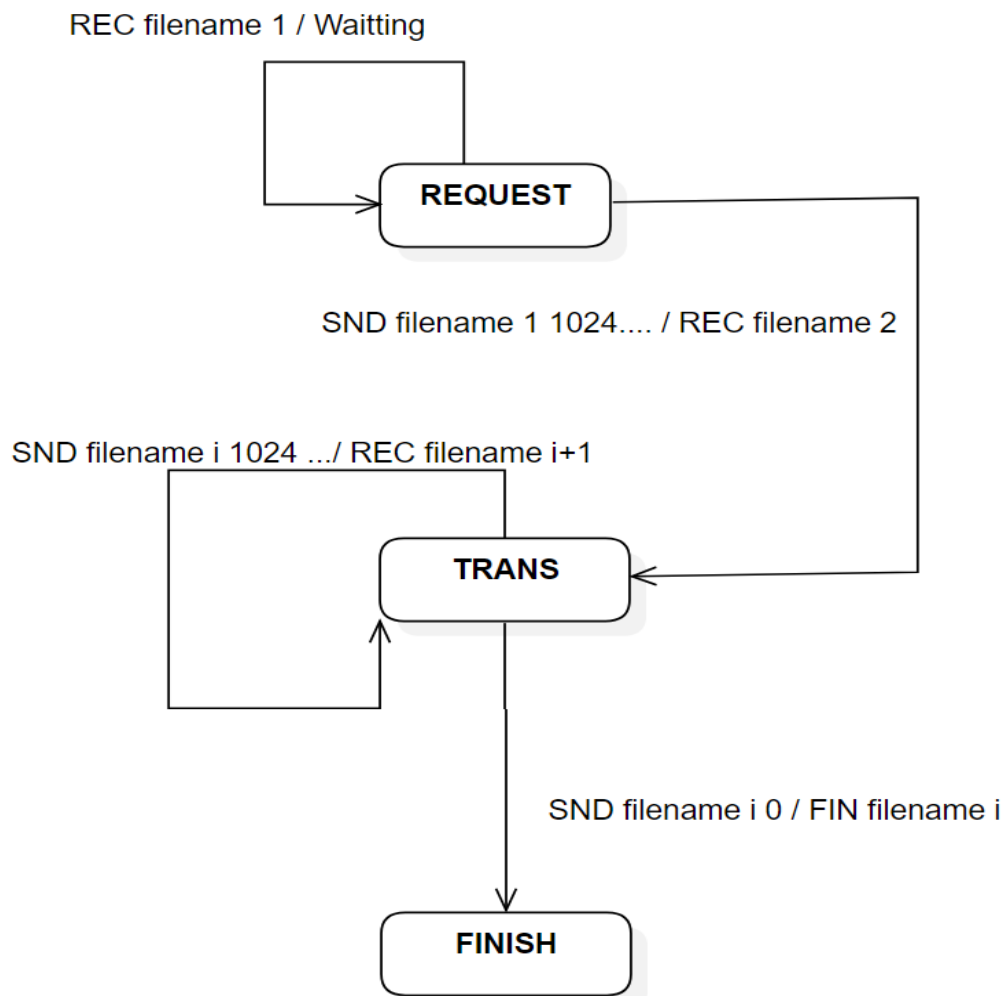 REC filename 1 / Waitting
REQUEST
SND filename 1 1024.... / REC filename 2
SND filename i 1024 .../ REC filename i+1
TRANS
SND filename i 0 / FIN filename i
FINISH